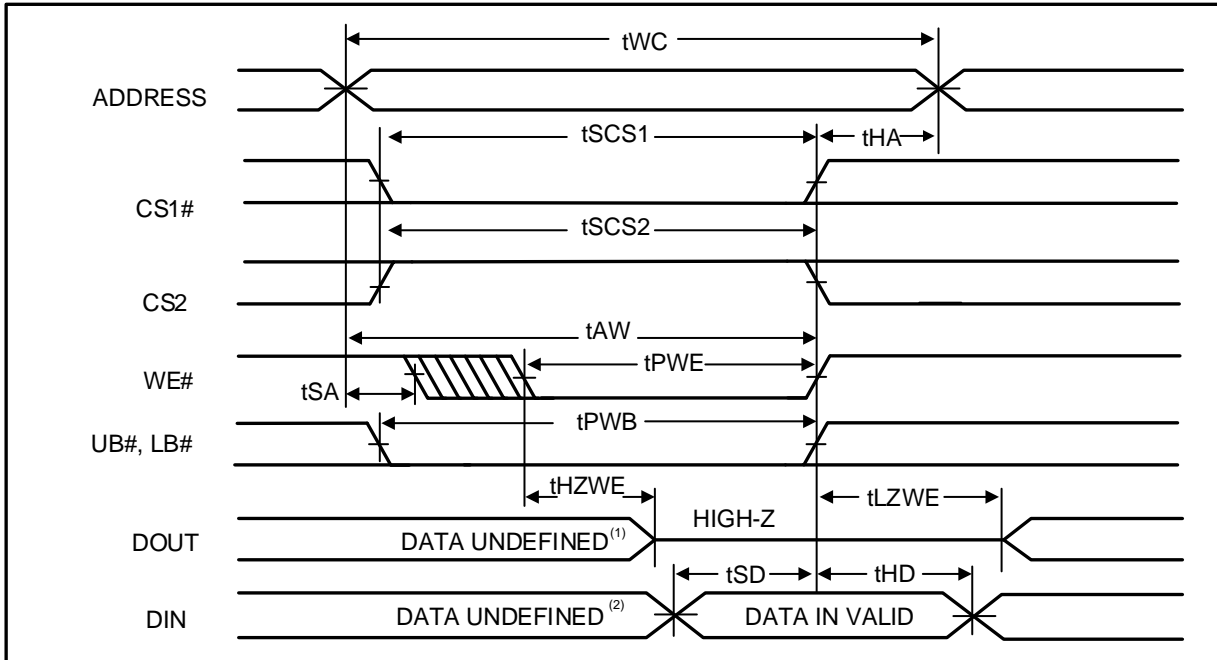 tWC
ADDRESS
tSCS1
tHA
CS1#
tSCS2
CS2
tAW
WE#
tPWE
tSA
tPWB
UB#, LB#
tHZWE
tLZWE
HIGH-Z
DOUT
DATA UNDEFINED(1)
tSD
tHD
DIN
DATA UNDEFINED (2)
DATA IN VALID